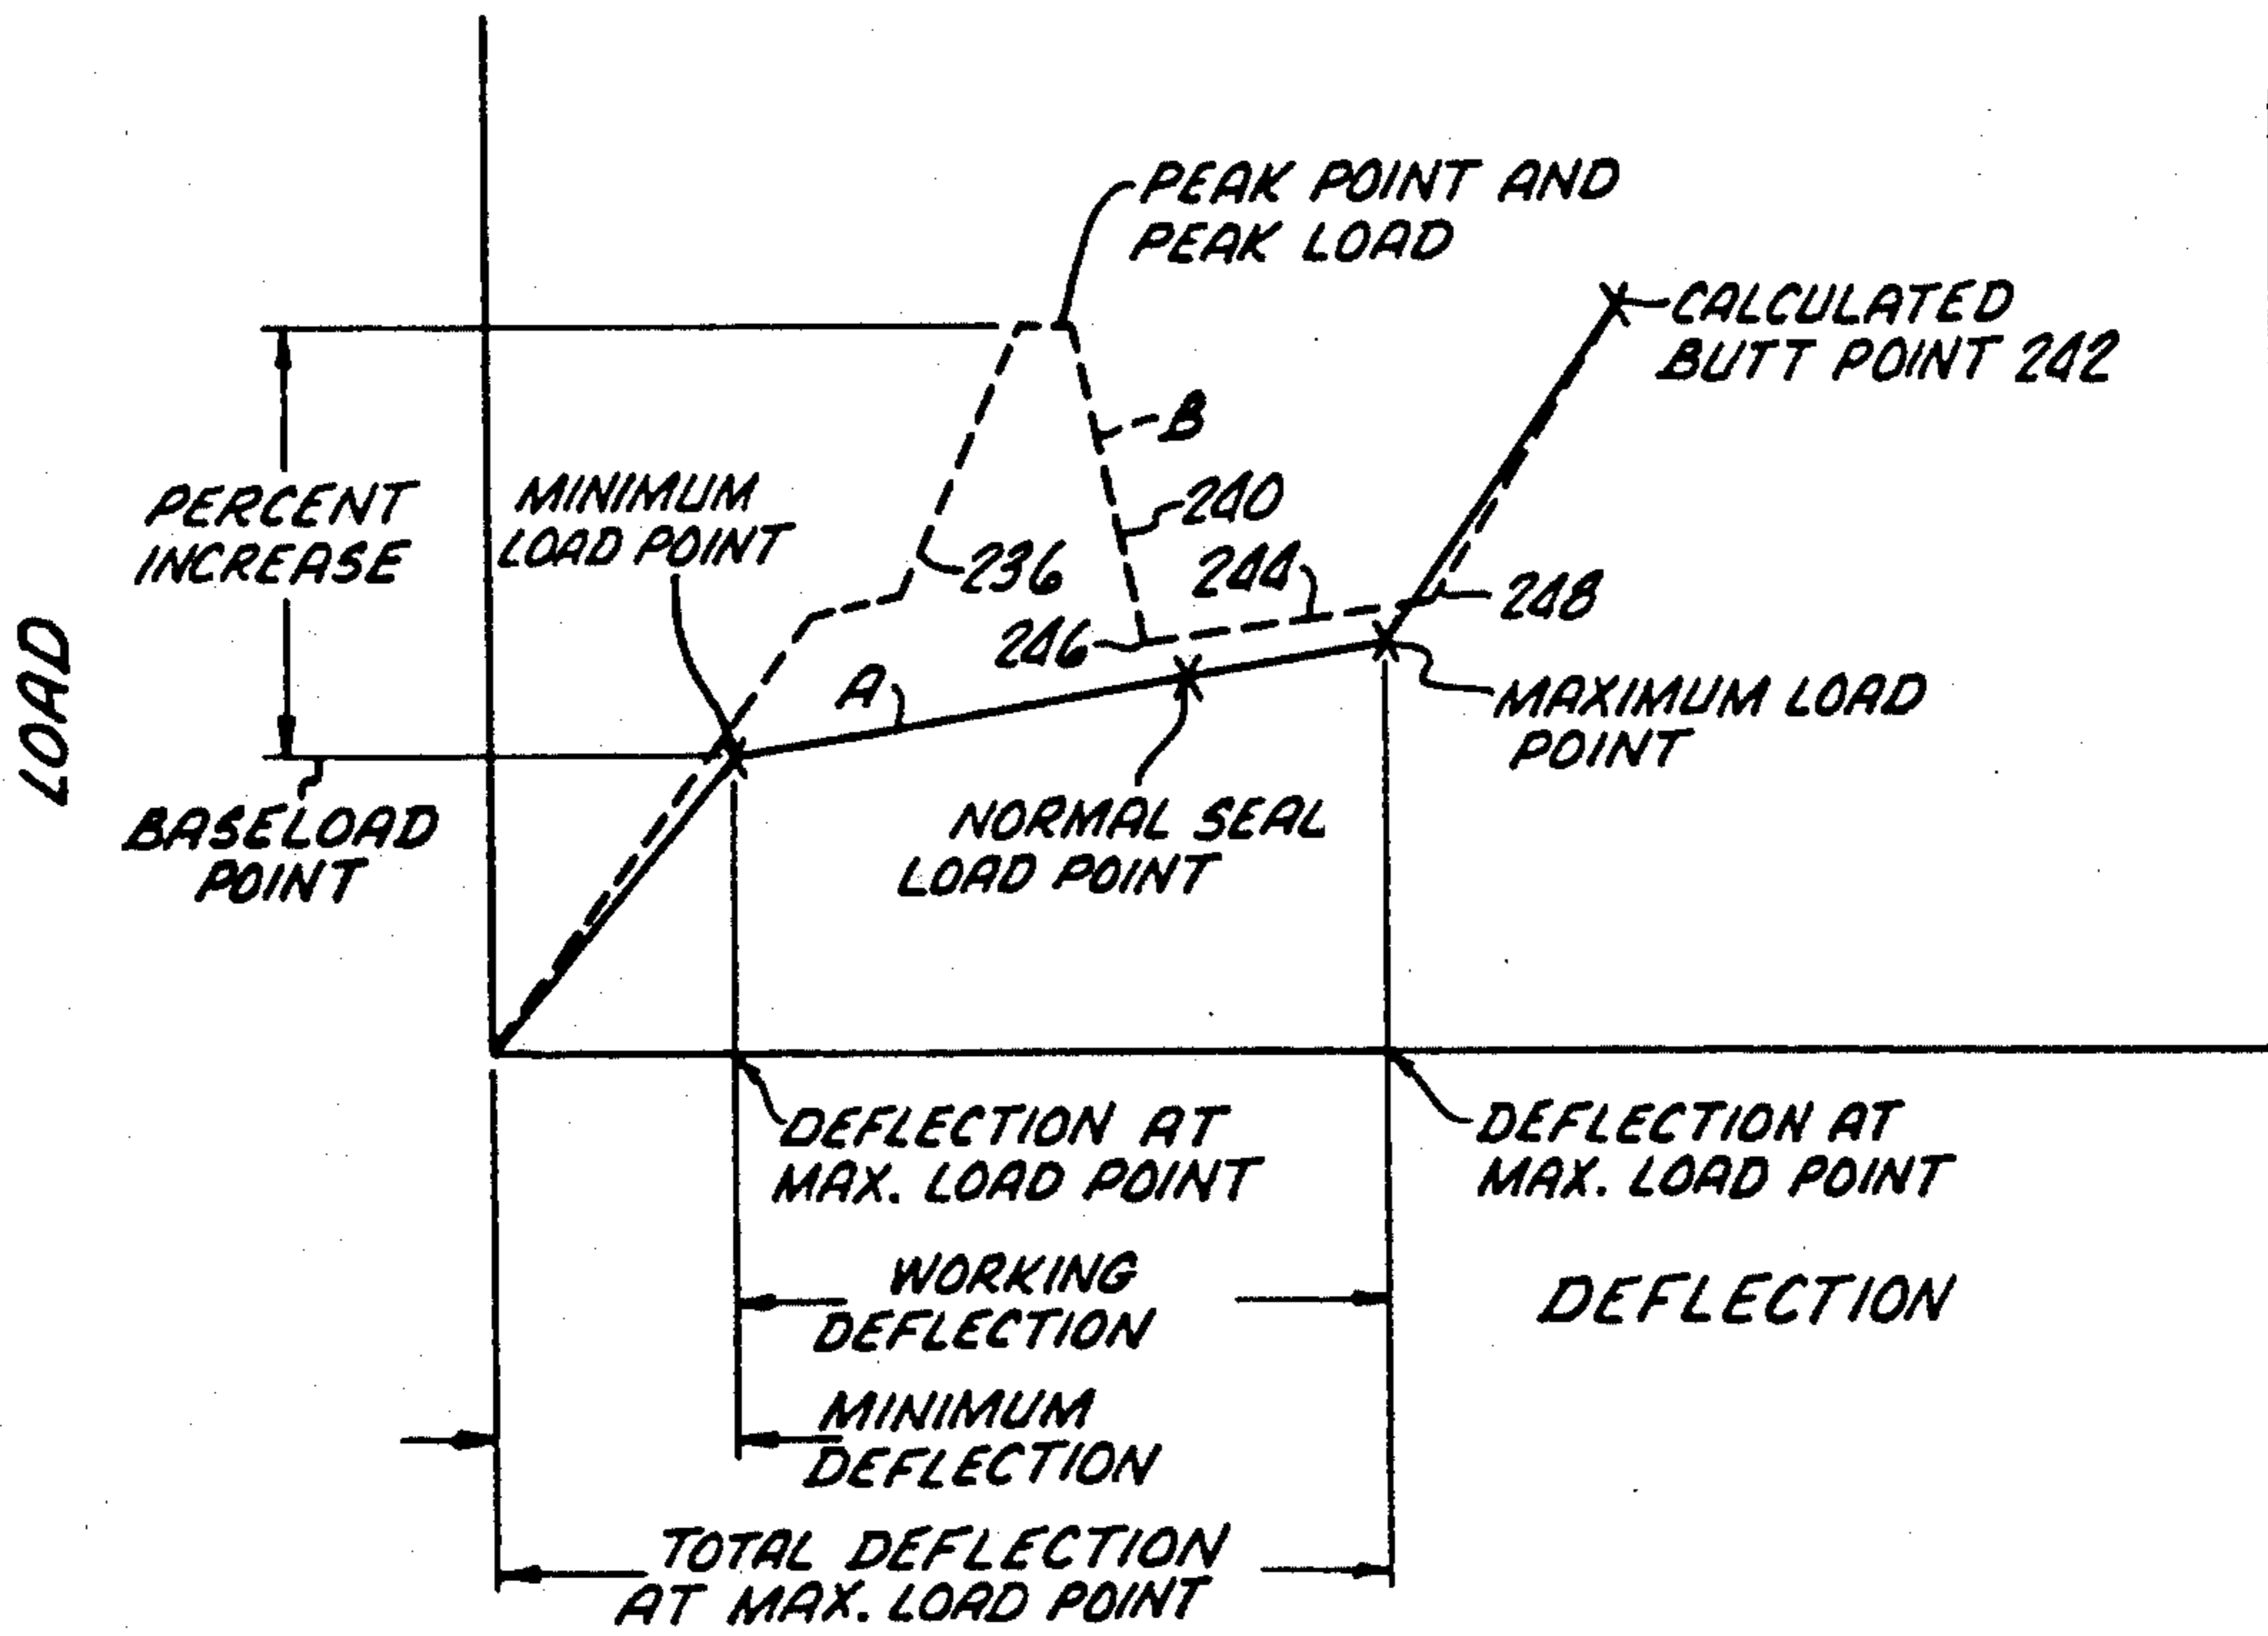 PEAK POINT AND
PEAK LOAD
CALCULATED
BUTT POINT 242
B
PERCENT
INCREASE
MINIMUM
LOAD POINT
240
236
244
248
246
LOAD
A
MAXIMUM LOAD
POINT
BASELOAD
POINT
NORMAL SEAL
LOAD POINT
DEFLECTION AT
MAX. LOAD POINT
DEFLECTION AT
MAX. LOAD POINT
WORKING
DEFLECTION
DEFLECTION
MINIMUM
DEFLECTION
TOTAL DEFLECTION
AT MAX. LOAD POINT